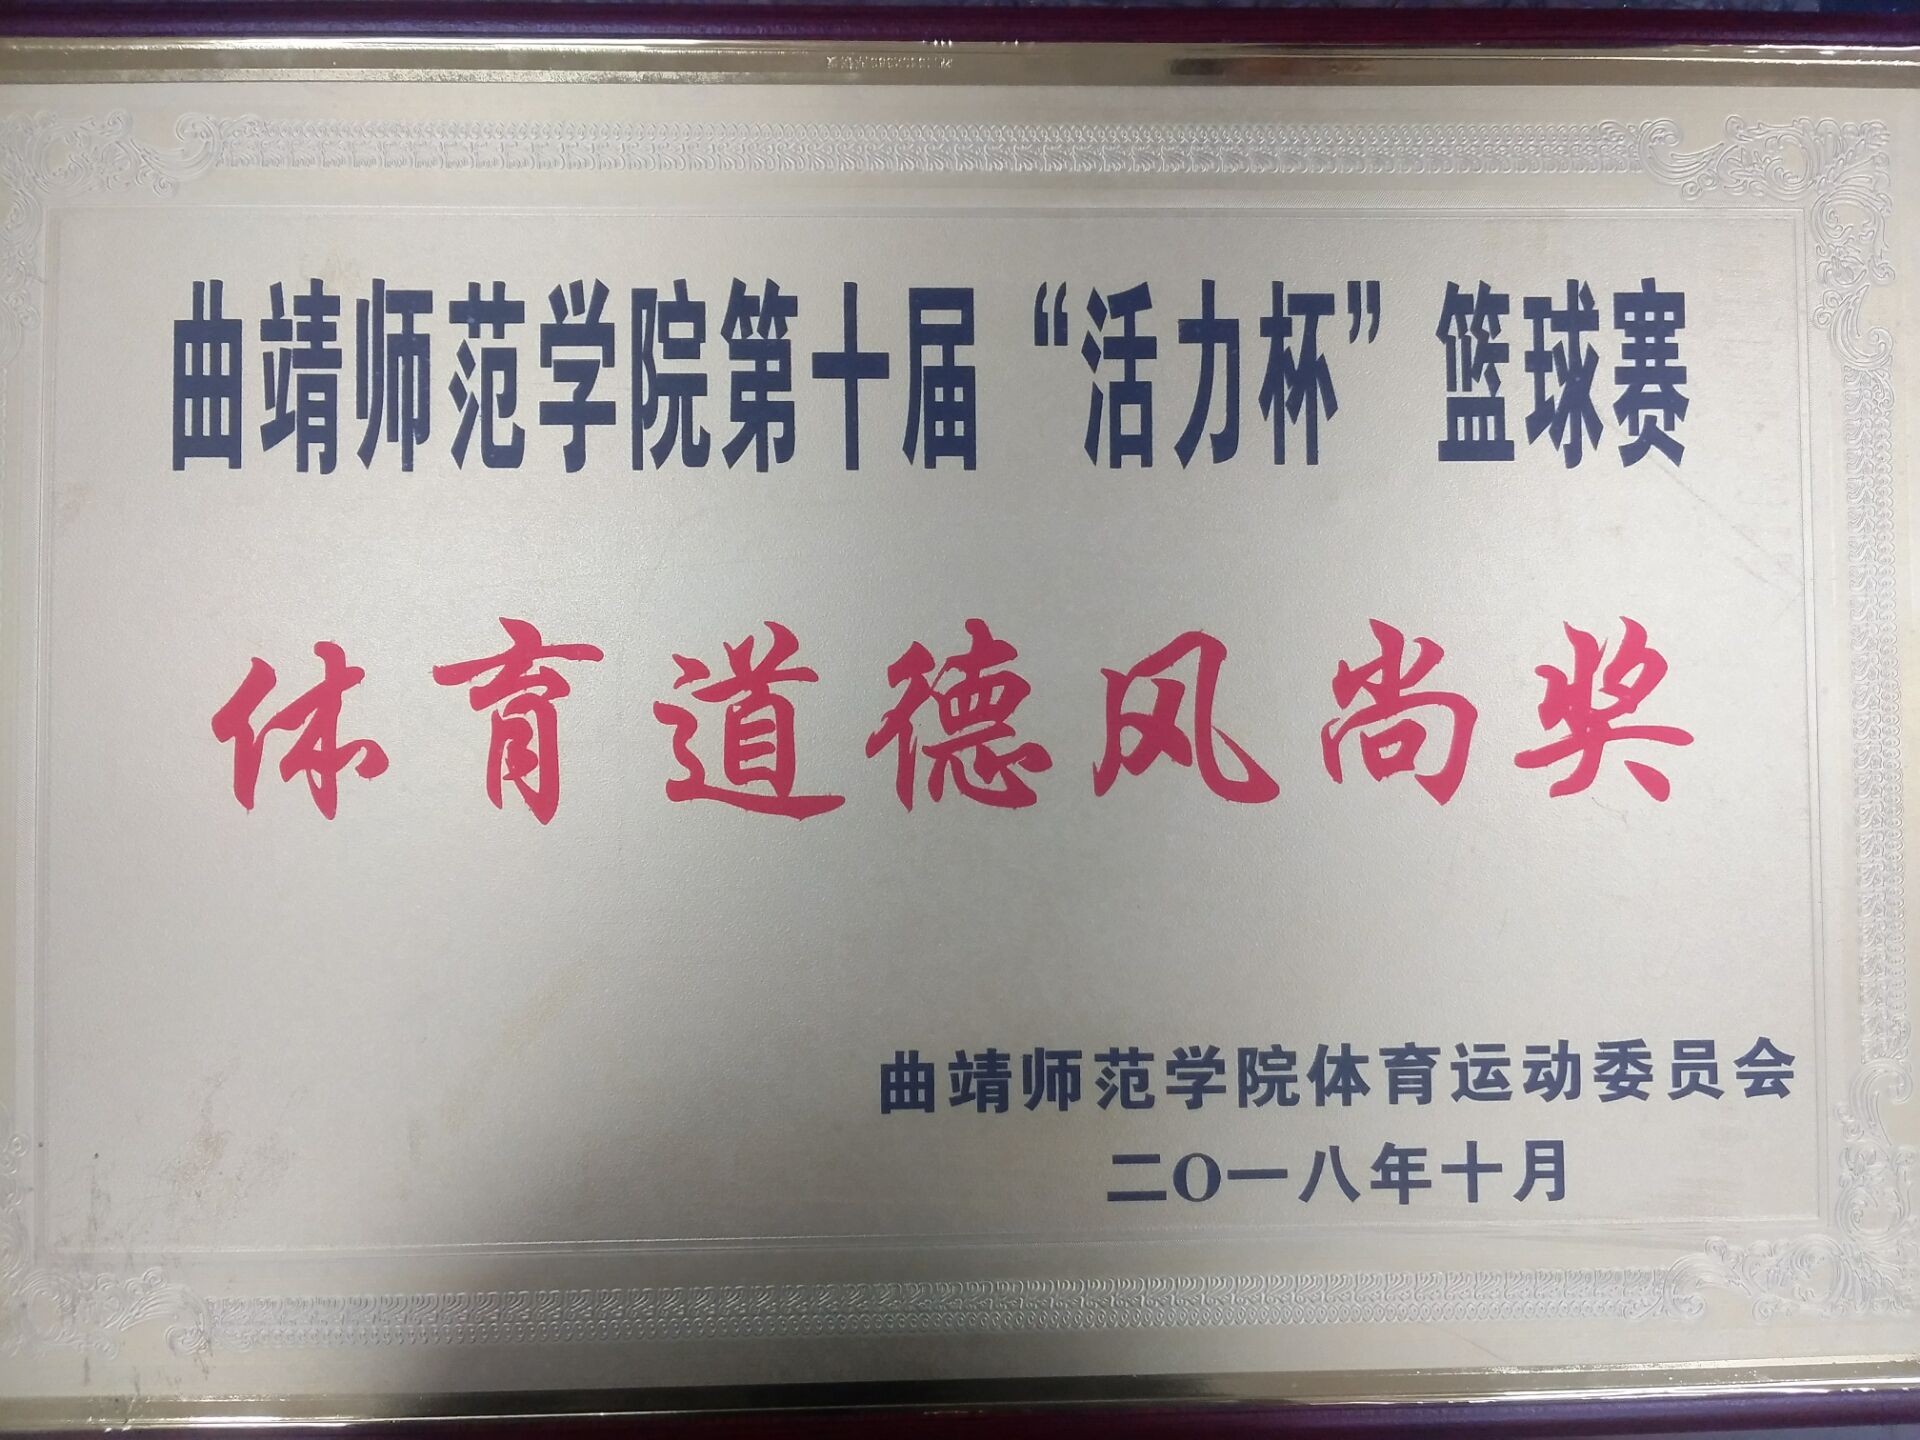 曲靖师范学院第十届“活力杯”篮球赛
体育道德风尚奖
曲靖师范学院体育运动委员会
二O一八年十月